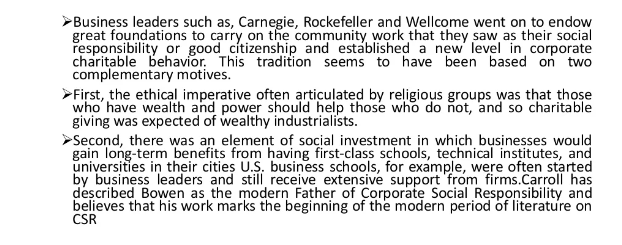 ➢Business leaders such as, Carnegie, Rockefeller and Wellcome went on to endow
great foundations to carry on the community work that they saw as their social
responsibility or good citizenship and established a new level in corporate
charitable behavior. This tradition seems to have been based on two
complementary motives.
➢First, the ethical imperative often articulated by religious groups was that those
who have wealth and power should help those who do not, and so charitable
giving was expected of wealthy industrialists.
➢Second, there was an element of social investment in which businesses would
gain long-term benefits from having first-class schools, technical institutes, and
universities in their cities U.S. business schools, for example, were often started
by business leaders and still receive extensive support from firms.Carroll has
described Bowen as the modern Father of Corporate Social Responsibility and
believes that his work marks the beginning of the modern period of literature on
CSR